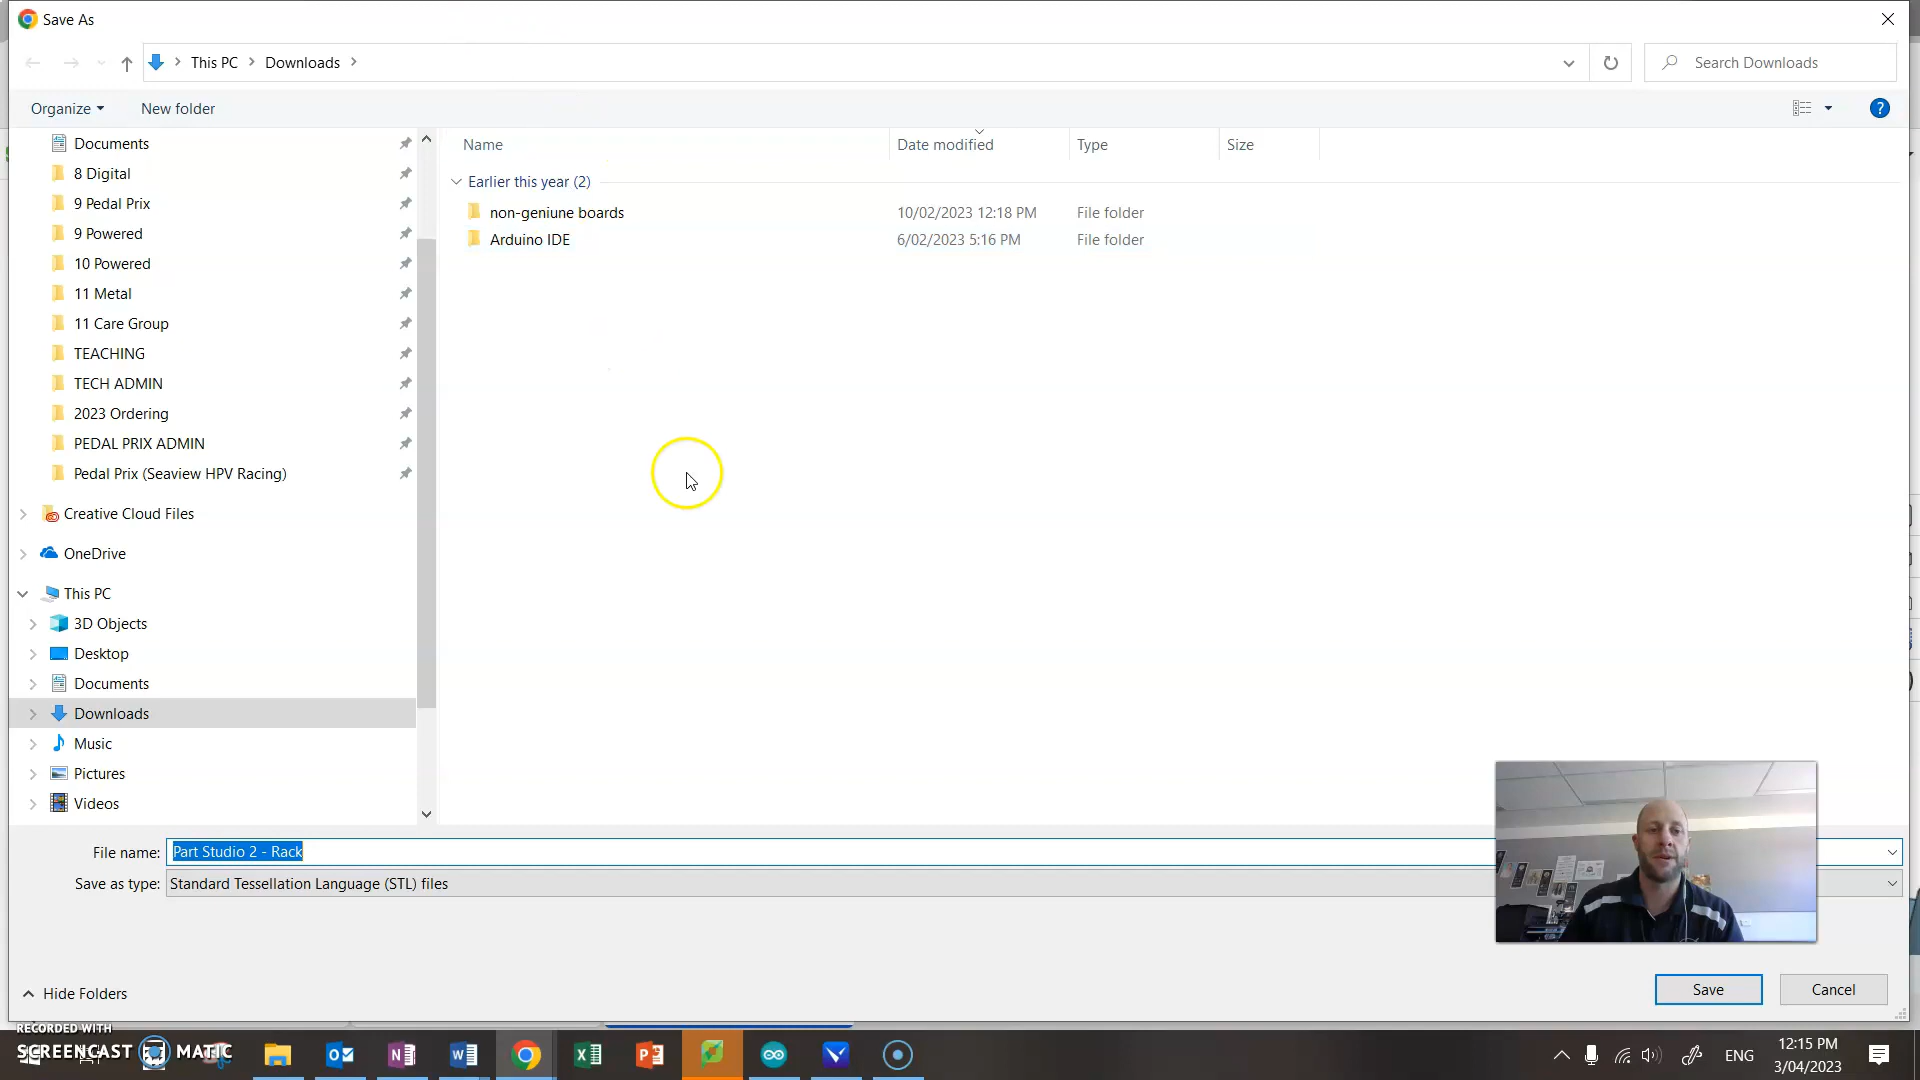 Save As
This PC
Downloads
Search Downloads
Organize
New folder
Name
Date modified
Type
Size
Documents
8 Digital
9 Pedal Prix
9 Powered
10 Powered
11 Metal
11 Care Group
TEACHING
TECH ADMIN
2023 Ordering
PEDAL PRIX ADMIN
Pedal Prix (Seaview HPV Racing)
Creative Cloud Files
OneDrive
This PC
3D Objects
Desktop
Documents
Downloads
Music
Pictures
Videos
Earlier this year (2)
non-geniune boards 10/02/2023 12:18 PM File folder
Arduino IDE 6/02/2023 5:16 PM File folder
File name: Part Studio 2 - Rack
Save as type: Standard Tessellation Language (STL) files
Hide Folders
Save
Cancel
RECORDED WITH
SCREENCAST MATIC
ENG
12:15 PM
3/04/2023